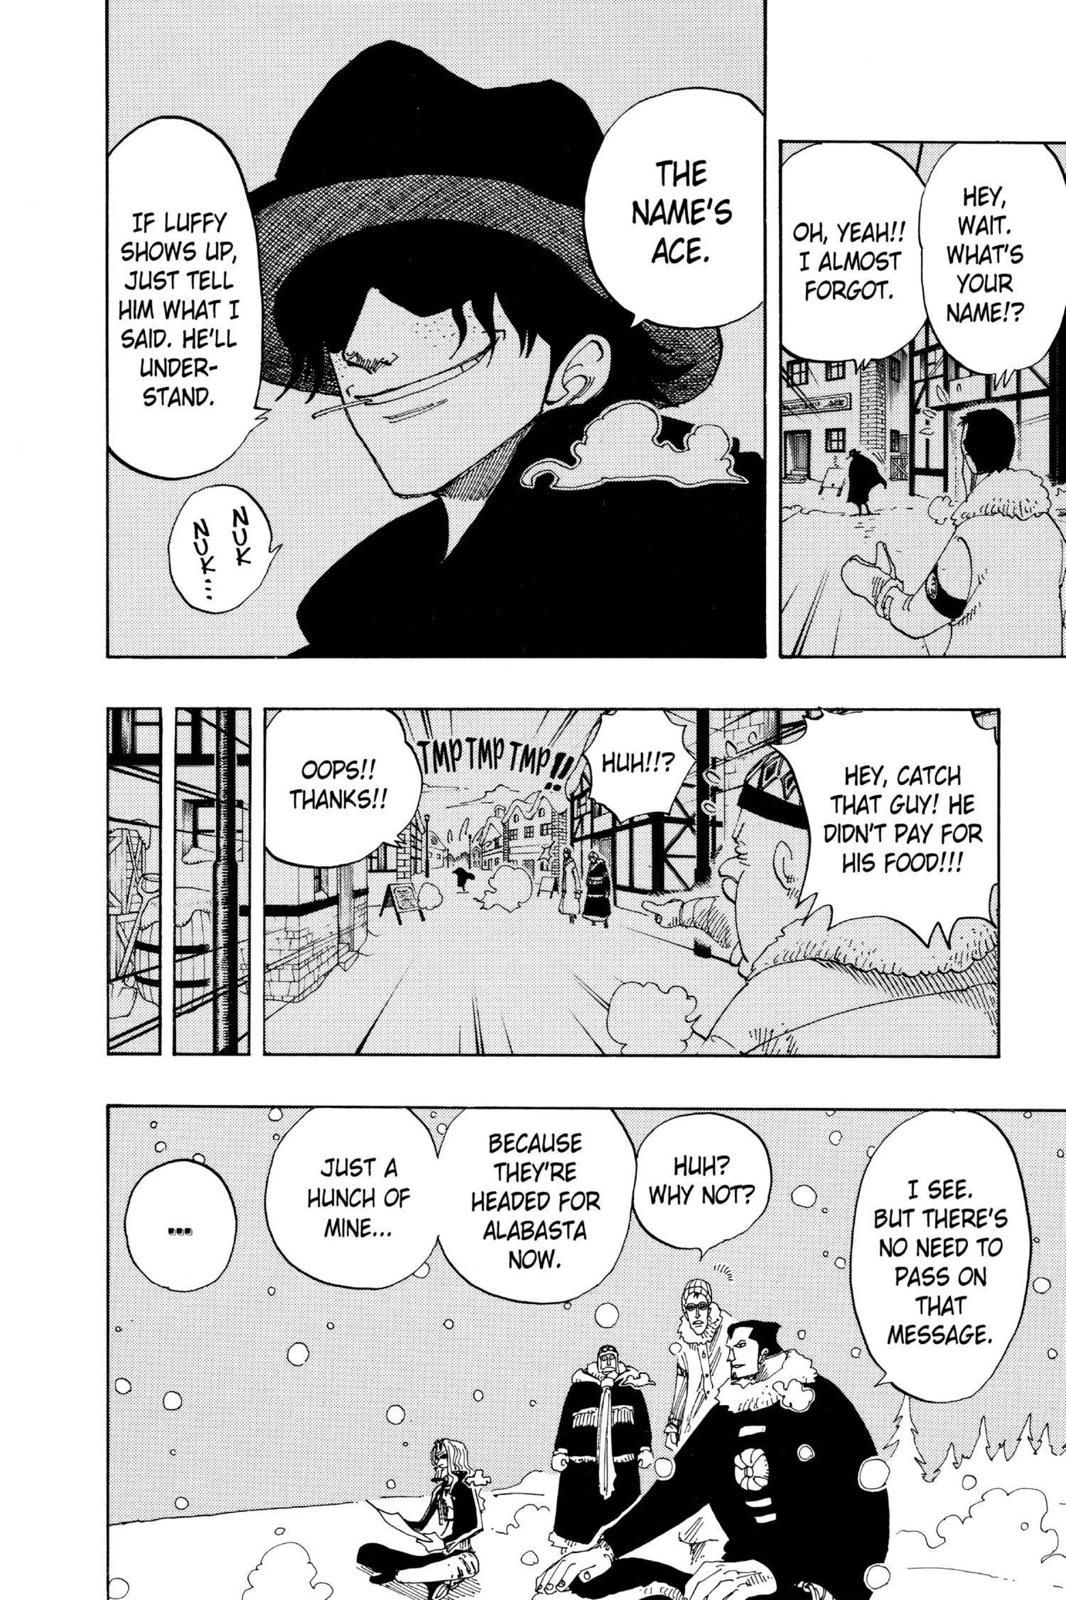 HEY,
WAIT.
WHAT'S
YOUR
NAME!?
OH, YEAH!!
I ALMOST
FORGOT.
THE
NAME'S
ACE.
IF LUFFY
SHOWS UP,
JUST TELL
HIM WHAT I
SAID. HE'LL
UNDER-
STAND.
NUK
NUK...
HEY, CATCH
THAT GUY! HE
DIDN'T PAY FOR
HIS FOOD!!!
HUH!!?
TMP TMP TMP!!
OOPS!!
THANKS!!
I SEE.
BUT THERE'S
NO NEED TO
PASS ON
THAT
MESSAGE.
HUH?
WHY NOT?
BECAUSE
THEY'RE
HEADED FOR
ALABASTA
NOW.
JUST A
HUNCH OF
MINE...
...